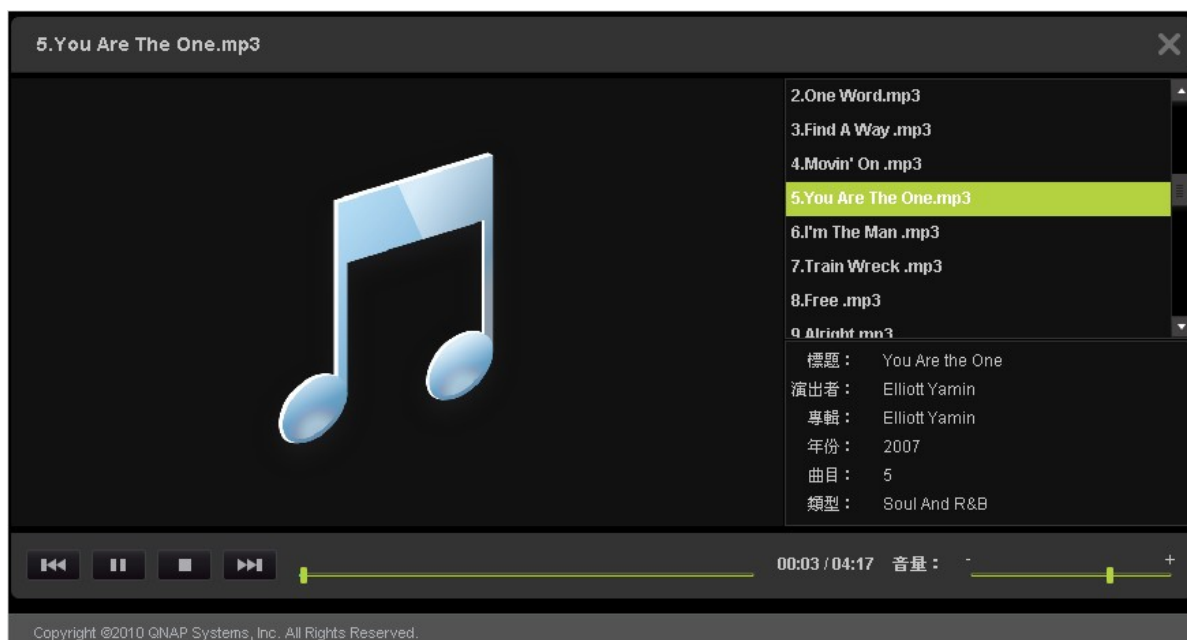 5.You Are The One.mp3
2.One Word.mp3
3.Find A Way .mp3
4.Movin' On .mp3
5.You Are The One.mp3
6.I'm The Man .mp3
7.Train Wreck .mp3
8.Free .mp3
9.Alright.mp3
標題： You Are the One
演出者： Elliott Yamin
專輯： Elliott Yamin
年份： 2007
曲目： 5
類型： Soul And R&B
00:03 / 04:17 音量： - +
Copyright ©2010 QNAP Systems, Inc. All Rights Reserved.